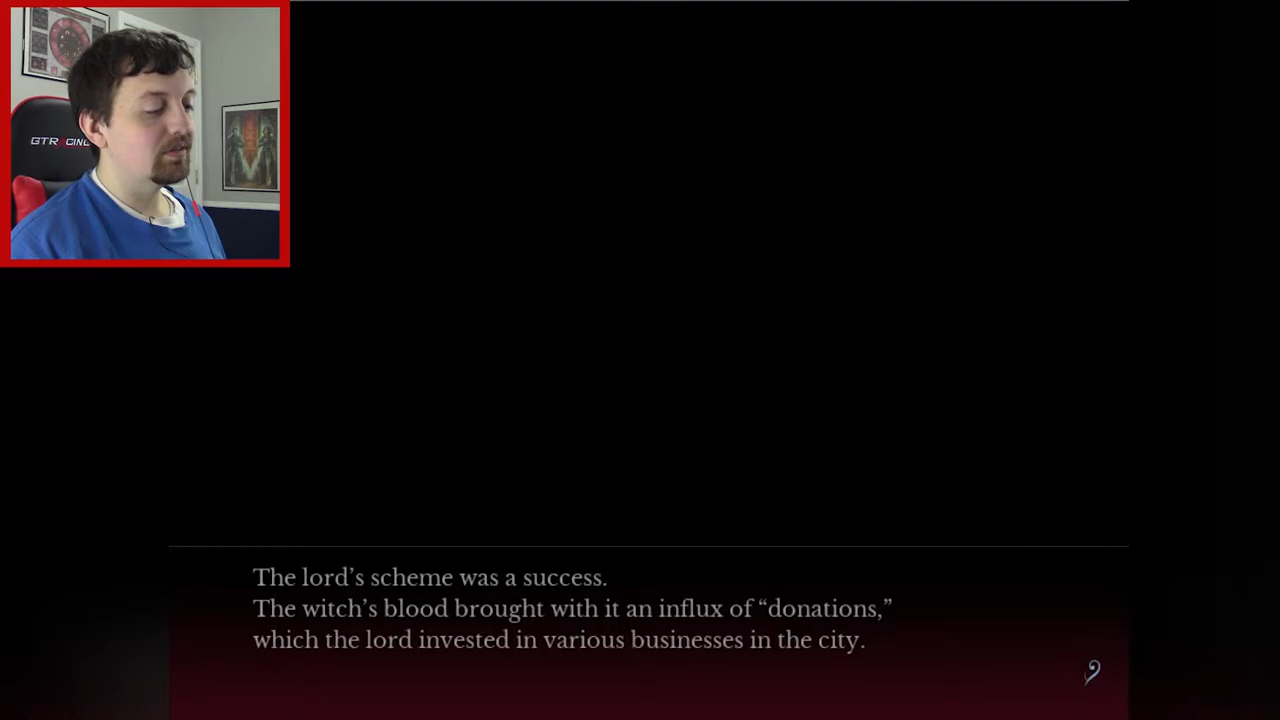 GTRACING
The lord's scheme was a success.
The witch's blood brought with it an influx of “donations,”
which the lord invested in various businesses in the city.